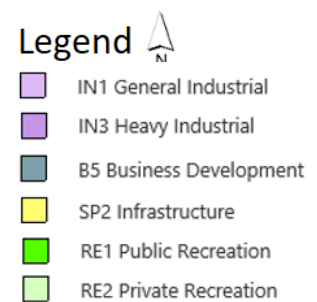 Legend N
IN1 General Industrial
IN3 Heavy Industrial
B5 Business Development
SP2 Infrastructure
RE1 Public Recreation
RE2 Private Recreation